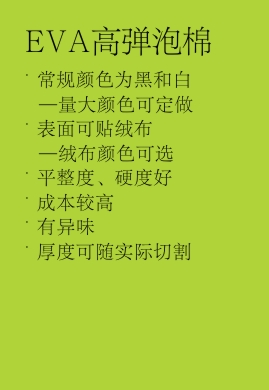 EVA高弹泡棉
· 常规颜色为黑和白
—量大颜色可定做
· 表面可贴绒布
—绒布颜色可选
· 平整度、硬度好
· 成本较高
· 有异味
· 厚度可随实际切割